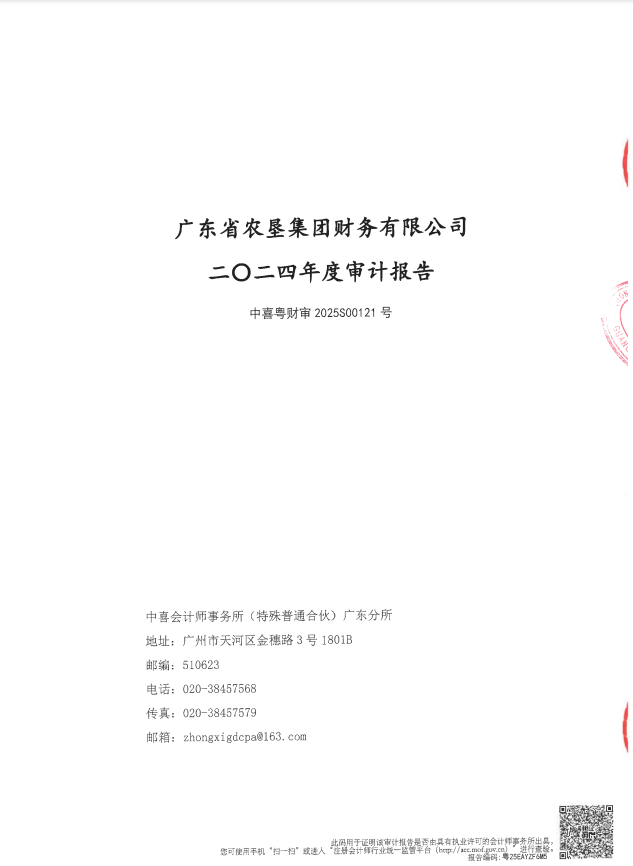 广东省农垦集团财务有限公司
二〇二四年度审计报告
中喜粤财审 2025S00121 号
中喜会计师事务所（特殊普通合伙）广东分所
地址：广州市天河区金穗路 3 号 1801B
邮编：510623
电话：020-38457568
传真：020-38457579
邮箱：zhongxigdcpa@163.com
此码用于证明该审计报告是否由具有执业许可的会计师事务所出具，
您可使用手机“扫一扫”或进入“注册会计师行业统一监管平台（http://acc.mof.gov.cn）”进行查验。
报告编码：粤25EAYZF6M5